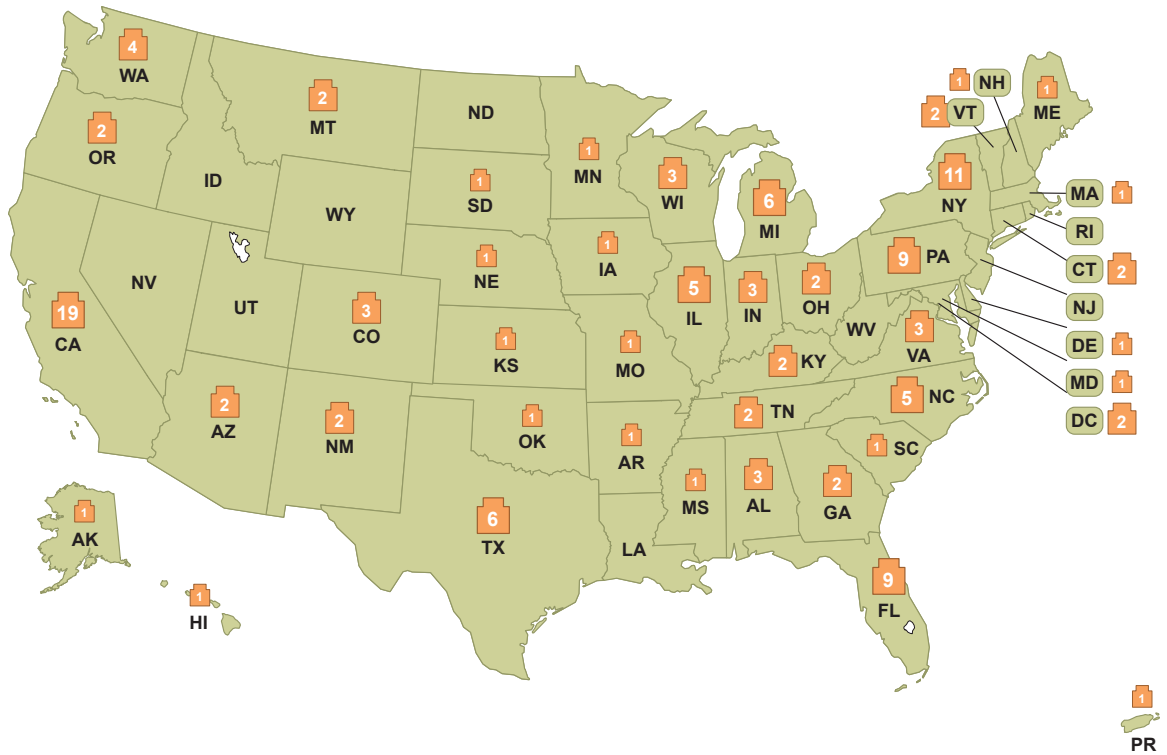 4
WA
2
MT
ND
1
MN
1
NH
2
VT
1
ME
2
OR
ID
WY
1
SD
3
WI
6
MI
11
NY
MA
1
RI
CT
2
NJ
DE
1
MD
1
DC
2
19
CA
NV
UT
3
CO
1
NE
1
IA
5
IL
3
IN
2
OH
9
PA
WV
3
VA
1
KS
1
MO
2
KY
2
AZ
2
NM
1
OK
1
AR
2
TN
5
NC
1
SC
6
TX
LA
1
MS
3
AL
2
GA
9
FL
1
AK
1
HI
1
PR